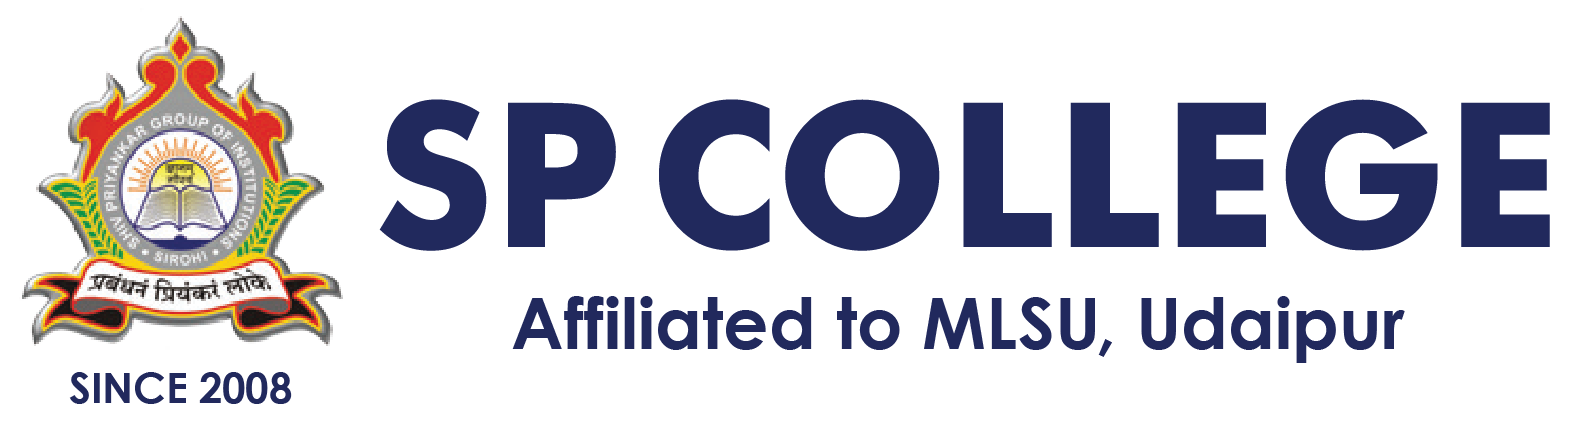 SHIV PRIYANKAR GROUP OF INSTITUTIONS
• SIROHI •
प्रबंधनं प्रियंकरं लोके
SINCE 2008
SP COLLEGE
Affiliated to MLSU, Udaipur